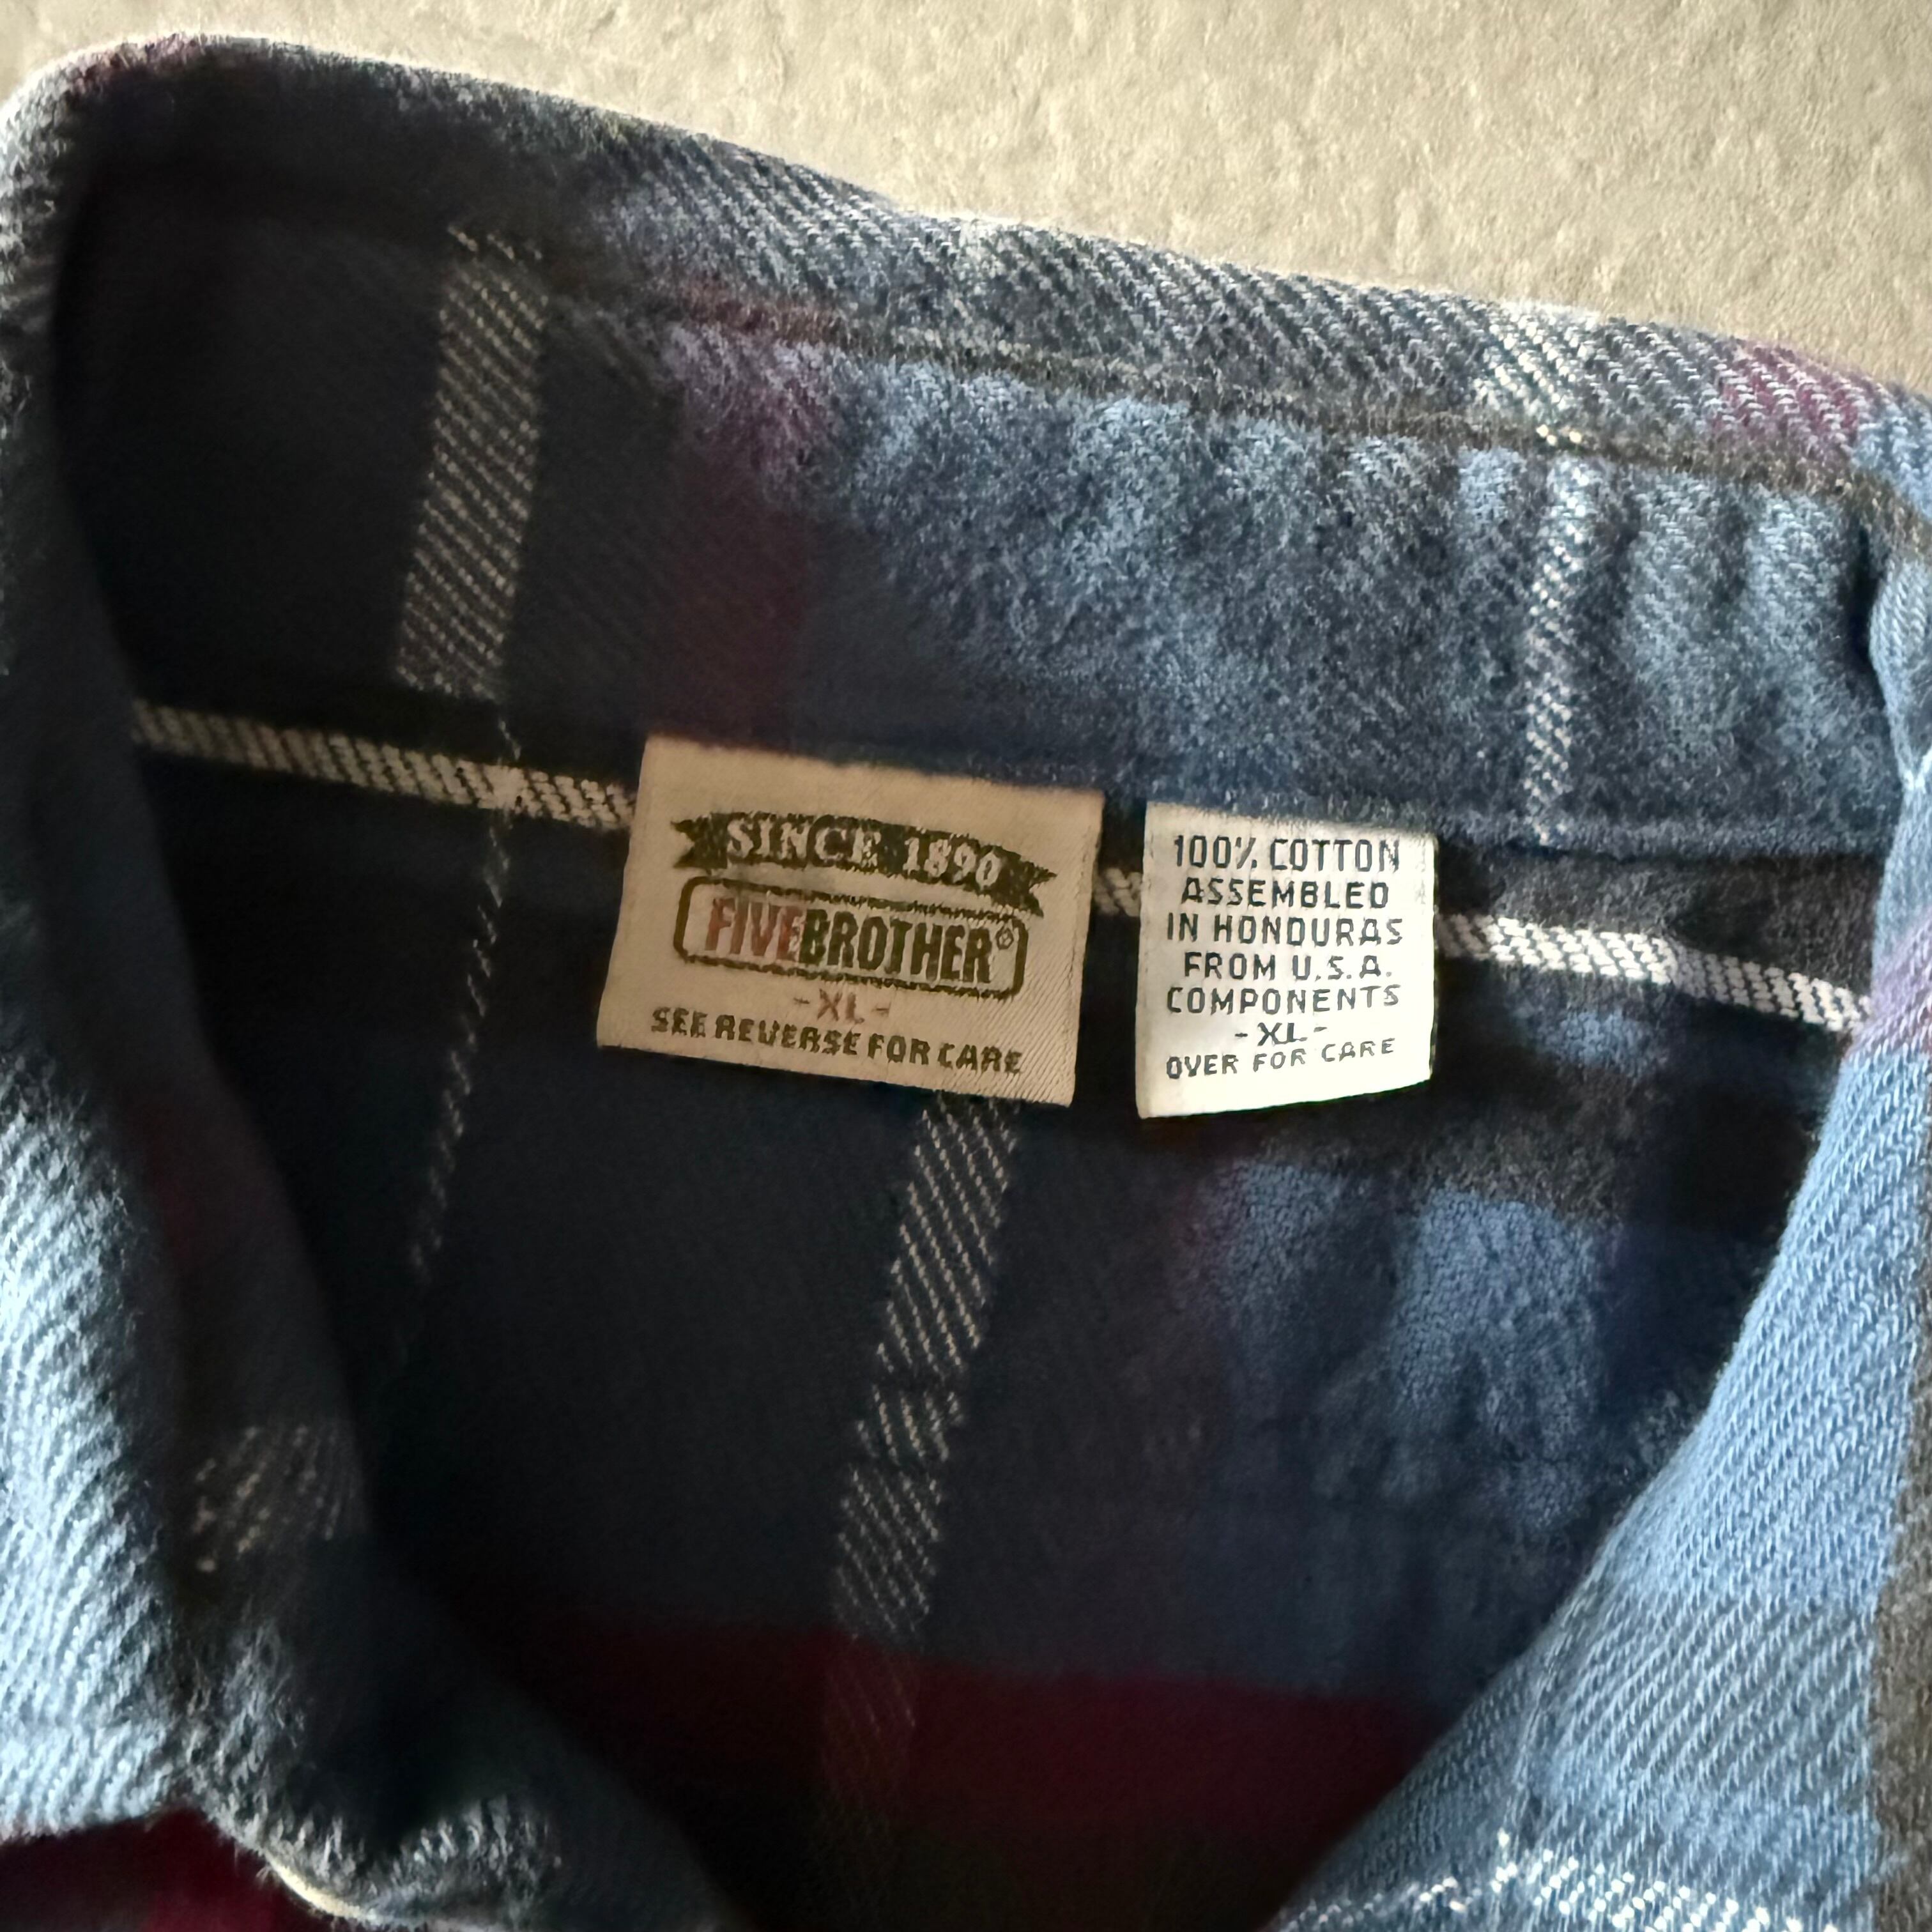 SINCE 1890
FIVEBROTHER®
-XL-
SEE REVERSE FOR CARE
100% COTTON
ASSEMBLED
IN HONDURAS
FROM U.S.A.
COMPONENTS
-XL-
OVER FOR CARE